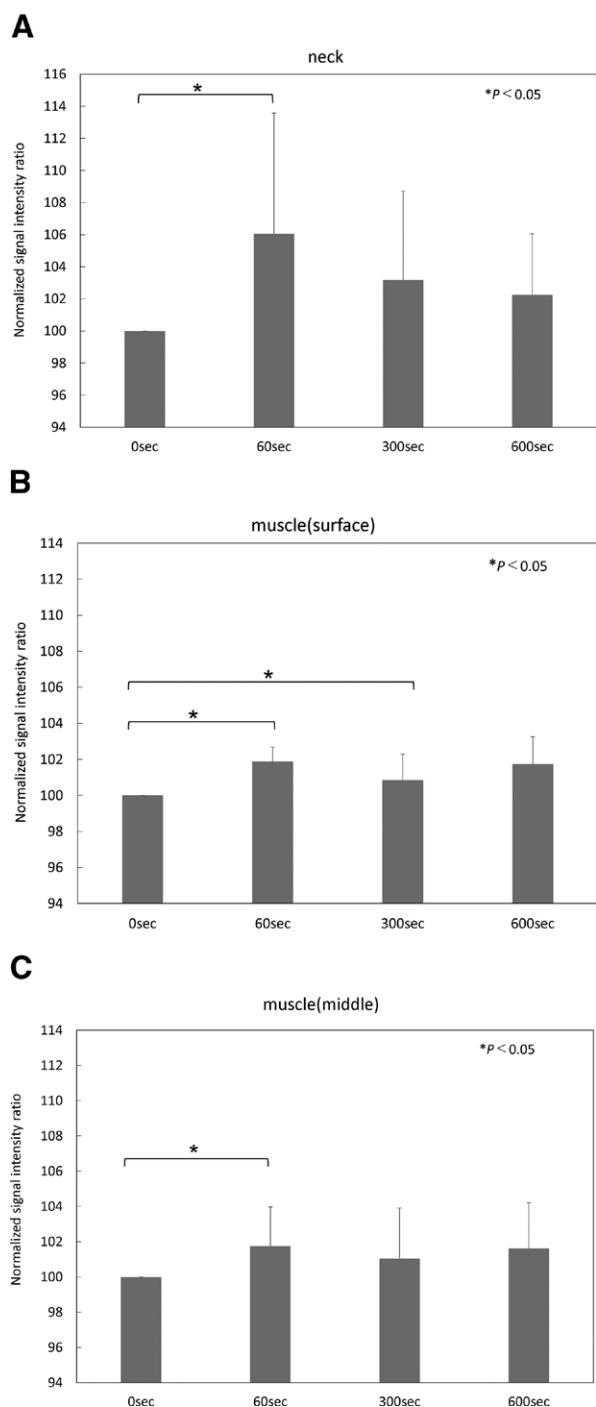 A
neck
*P < 0.05
*
116
114
112
110
108
106
104
102
100
98
96
94
Normalized signal intensity ratio
0sec 60sec 300sec 600sec
B
muscle(surface)
*P < 0.05
*
*
114
112
110
108
106
104
102
100
98
96
94
Normalized signal intensity ratio
0sec 60sec 300sec 600sec
C
muscle(middle)
*P < 0.05
*
114
112
110
108
106
104
102
100
98
96
94
Normalized signal intensity ratio
0sec 60sec 300sec 600sec